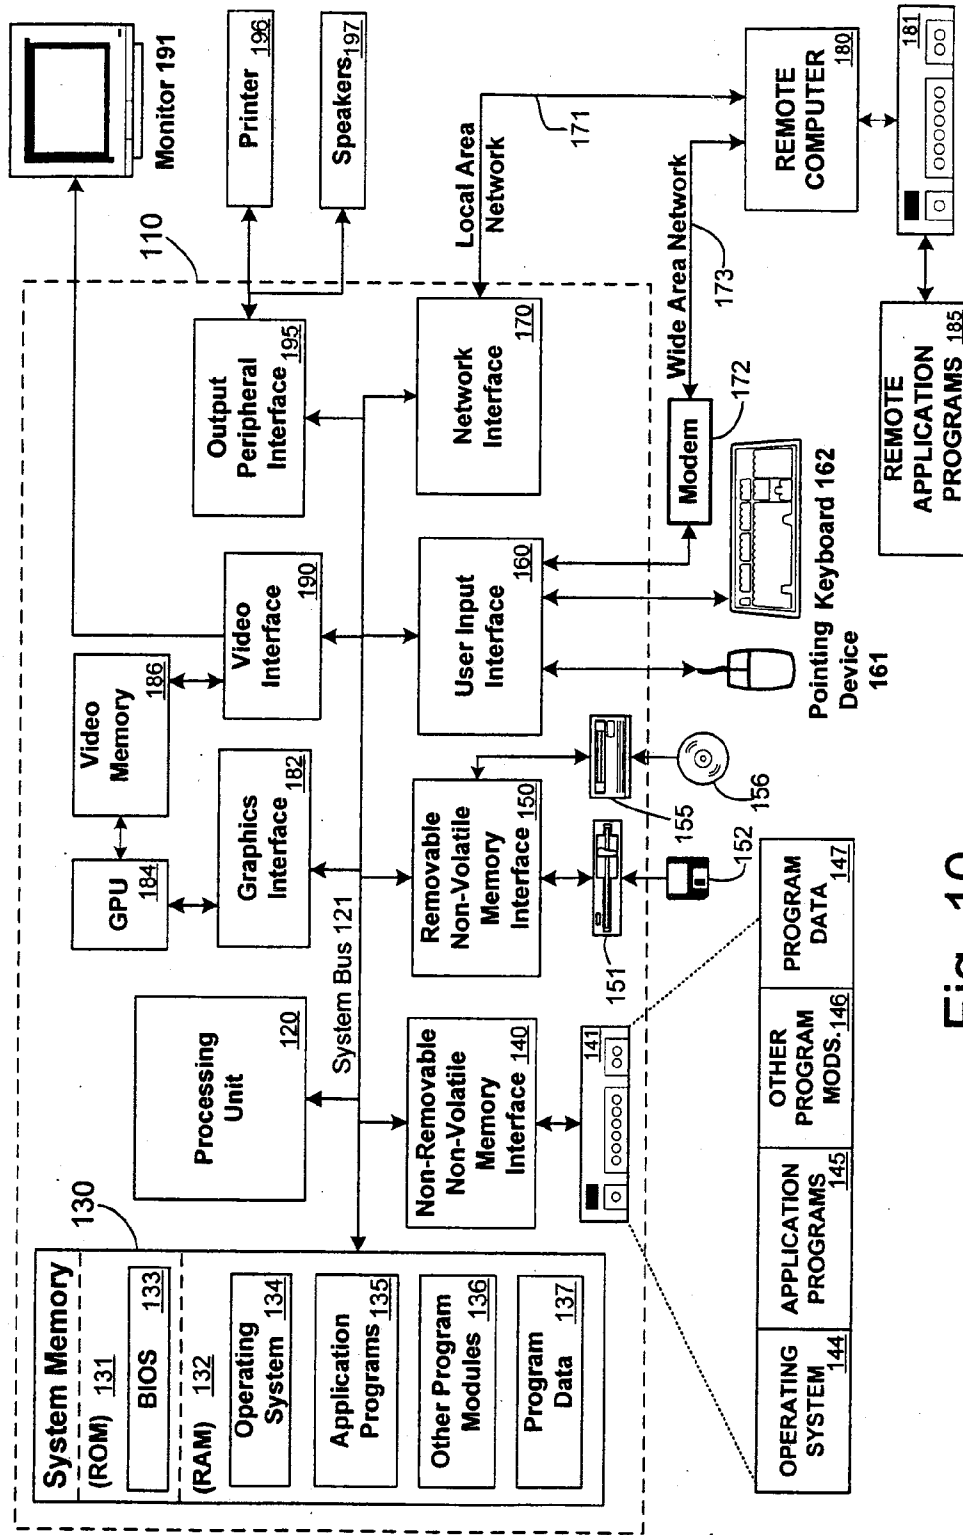 System Memory
(ROM) 131
BIOS 133
(RAM) 132
Operating
System 134
Application
Programs 135
Other Program
Modules 136
Program
Data 137
130
Processing
Unit
120
System Bus 121
GPU
184
Video
Memory
186
Graphics
Interface 182
Video
Interface
190
Output
Peripheral
Interface 195
110
Monitor 191
Printer 196
Speakers 197
Non-Removable
Non-Volatile
Memory
Interface 140
Removable
Non-Volatile
Memory
Interface 150
User Input
Interface
160
Network
Interface
170
Local Area
Network
171
Wide Area Network
173
Modem
172
141
151
152
155
156
Pointing
Device
161
Keyboard 162
REMOTE
COMPUTER
180
181
REMOTE
APPLICATION
PROGRAMS 185
OPERATING
SYSTEM 144
APPLICATION
PROGRAMS 145
OTHER
PROGRAM
MODS. 146
PROGRAM
DATA 147